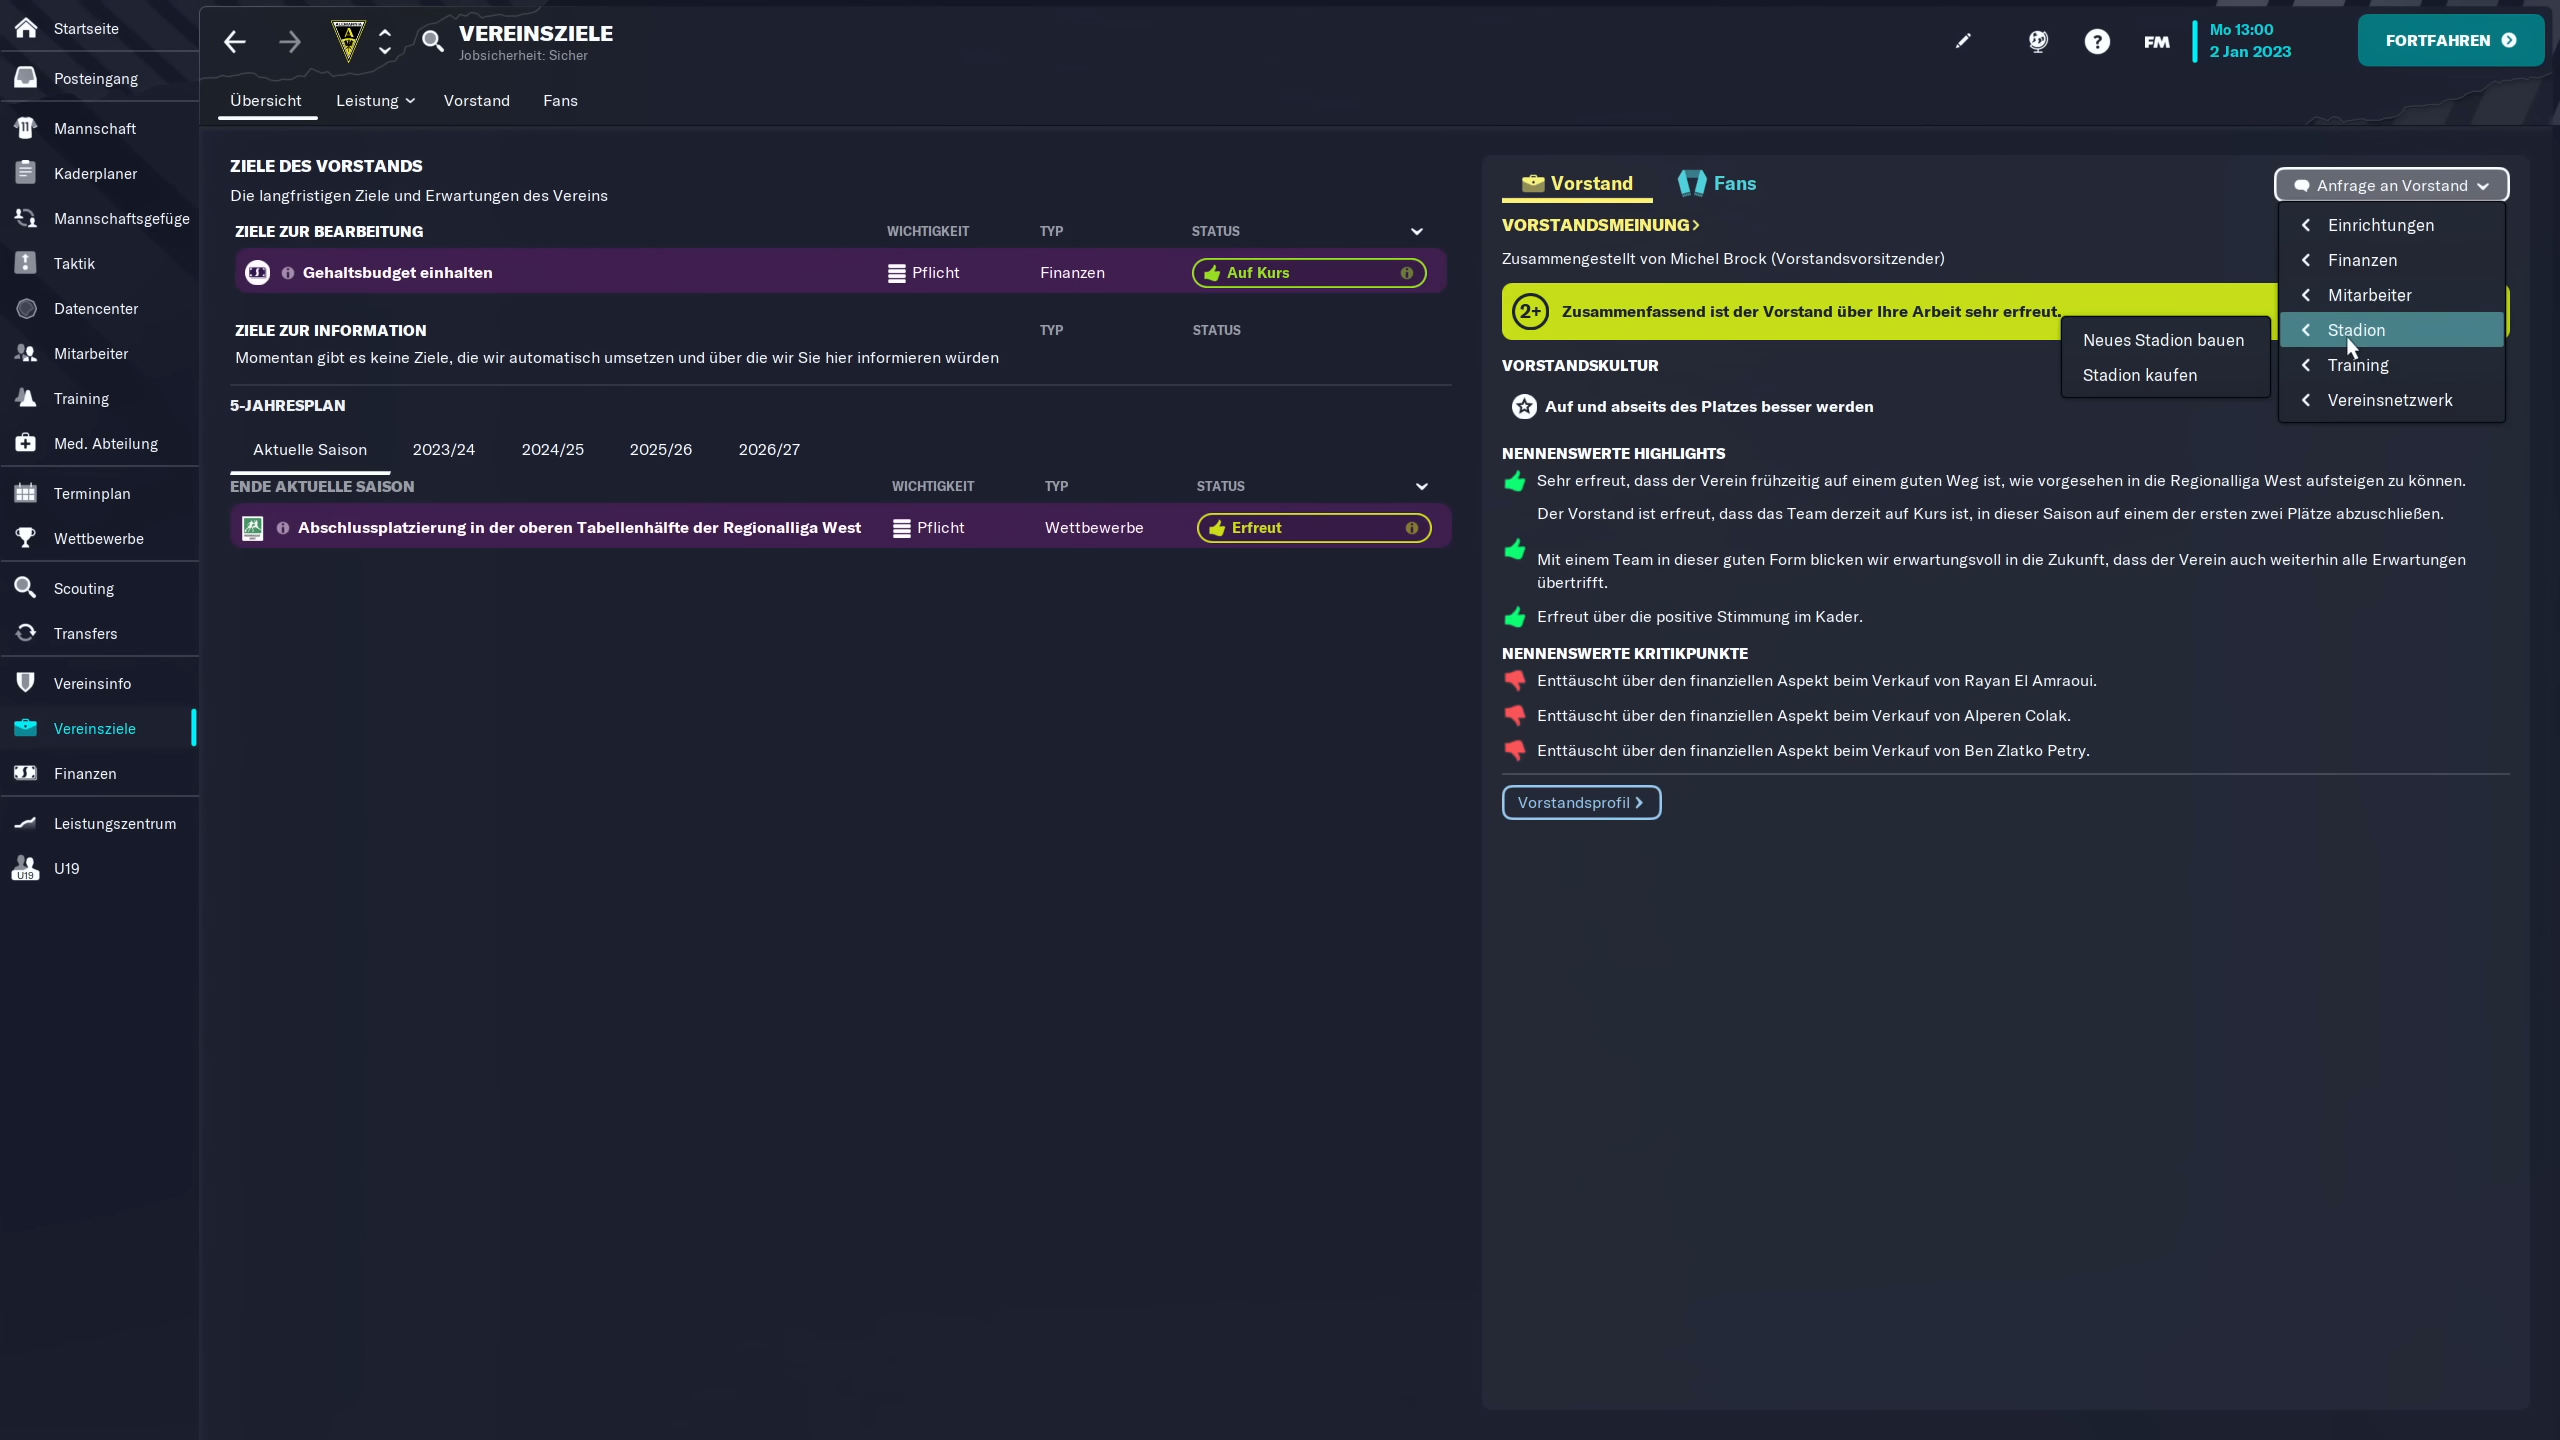 Startseite
Posteingang
Mannschaft
Kaderplaner
Mannschaftsgefüge
Taktik
Datencenter
Mitarbeiter
Training
Med. Abteilung
Terminplan
Wettbewerbe
Scouting
Transfers
Vereinsinfo
Vereinsziele
Finanzen
Leistungszentrum
U19
U19
11
VEREINSZIELE
Jobsicherheit: Sicher
?
FM
Mo 13:00
2 Jan 2023
FORTFAHREN
Übersicht
Leistung
Vorstand
Fans
ZIELE DES VORSTANDS
Die langfristigen Ziele und Erwartungen des Vereins
ZIELE ZUR BEARBEITUNG WICHTIGKEIT TYP STATUS
Gehaltsbudget einhalten Pflicht Finanzen Auf Kurs
ZIELE ZUR INFORMATION TYP STATUS
Momentan gibt es keine Ziele, die wir automatisch umsetzen und über die wir Sie hier informieren würden
5-JAHRESPLAN
Aktuelle Saison 2023/24 2024/25 2025/26 2026/27
ENDE AKTUELLE SAISON WICHTIGKEIT TYP STATUS
Abschlussplatzierung in der oberen Tabellenhälfte der Regionalliga West Pflicht Wettbewerbe Erfreut
Vorstand Fans
Anfrage an Vorstand
Einrichtungen
Finanzen
Mitarbeiter
Stadion
Training
Vereinsnetzwerk
Neues Stadion bauen
Stadion kaufen
VORSTANDSMEINUNG
Zusammengestellt von Michel Brock (Vorstandsvorsitzender)
2+ Zusammenfassend ist der Vorstand über Ihre Arbeit sehr erfreut.
VORSTANDSKULTUR
Auf und abseits des Platzes besser werden
NENNENSWERTE HIGHLIGHTS
Sehr erfreut, dass der Verein frühzeitig auf einem guten Weg ist, wie vorgesehen in die Regionalliga West aufsteigen zu können.
Der Vorstand ist erfreut, dass das Team derzeit auf Kurs ist, in dieser Saison auf einem der ersten zwei Plätze abzuschließen.
Mit einem Team in dieser guten Form blicken wir erwartungsvoll in die Zukunft, dass der Verein auch weiterhin alle Erwartungen
übertrifft.
Erfreut über die positive Stimmung im Kader.
NENNENSWERTE KRITIKPUNKTE
Enttäuscht über den finanziellen Aspekt beim Verkauf von Rayan El Amraoui.
Enttäuscht über den finanziellen Aspekt beim Verkauf von Alperen Colak.
Enttäuscht über den finanziellen Aspekt beim Verkauf von Ben Zlatko Petry.
Vorstandsprofil